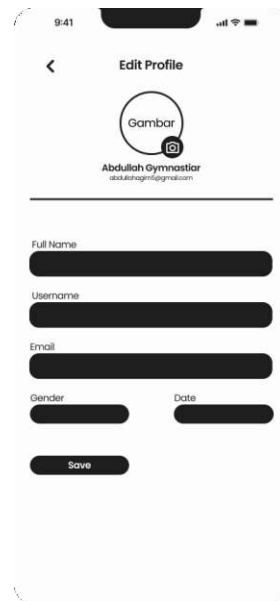 9:41
Edit Profile
Gambar
Abdullah Gymnastiar
abdullahagim5@gmail.com
Full Name
Username
Email
Gender Date
Save